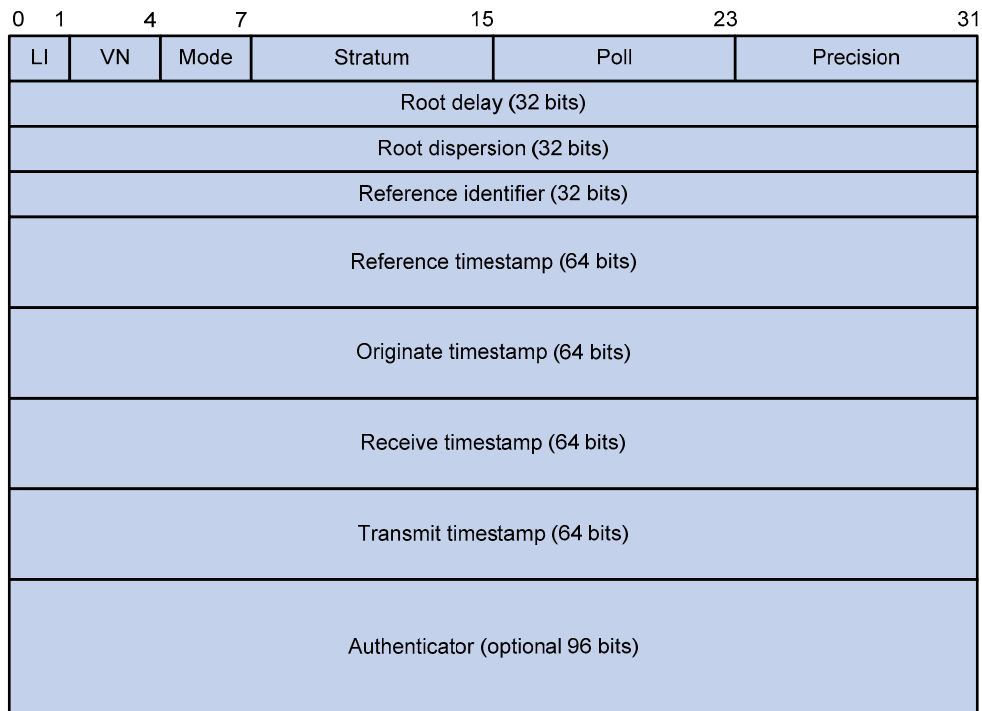 0 1 4 7 15 23 31
LI VN Mode Stratum Poll Precision
Root delay (32 bits)
Root dispersion (32 bits)
Reference identifier (32 bits)
Reference timestamp (64 bits)
Originate timestamp (64 bits)
Receive timestamp (64 bits)
Transmit timestamp (64 bits)
Authenticator (optional 96 bits)